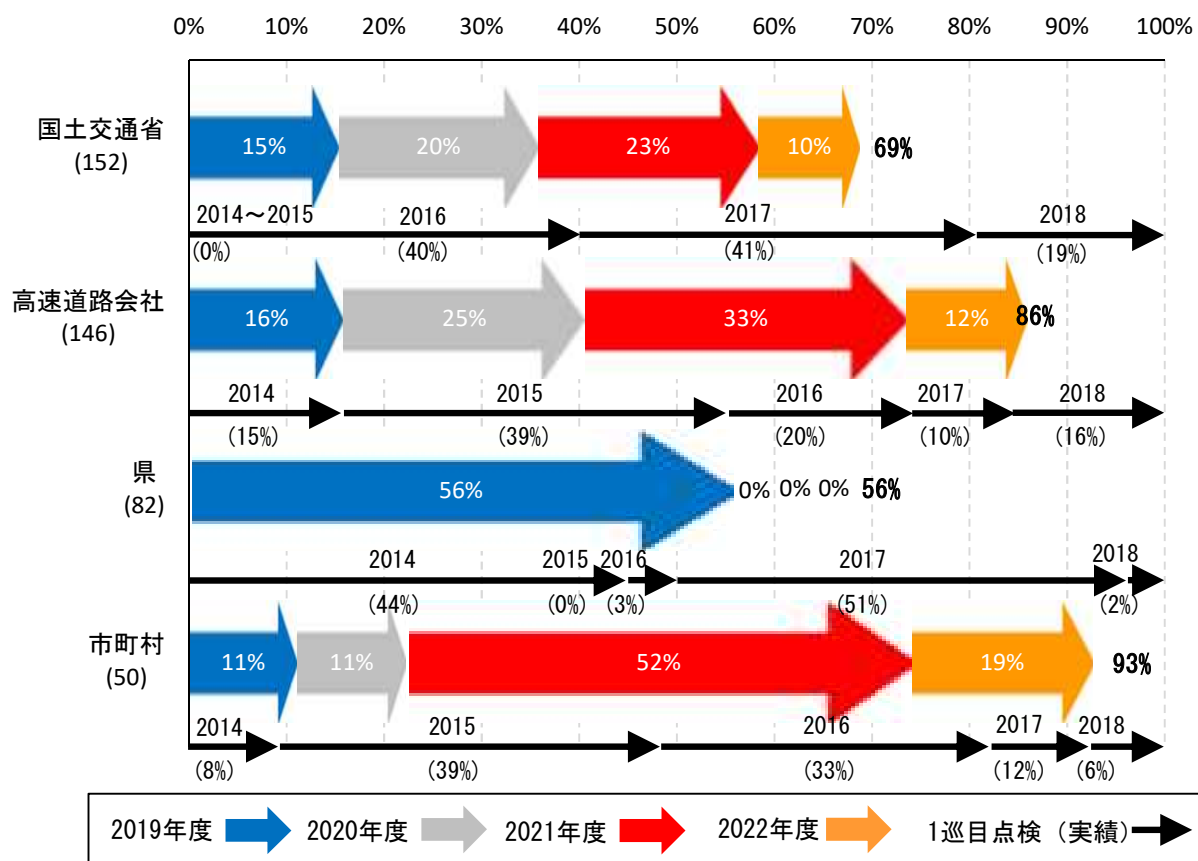 0% 10% 20% 30% 40% 50% 60% 70% 80% 90% 100%
国土交通省
(152)
15% 20% 23% 10% 69%
2014～2015 2016 2017 2018
(0%) (40%) (41%) (19%)
高速道路会社
(146)
16% 25% 33% 12% 86%
2014 2015 2016 2017 2018
(15%) (39%) (20%) (10%) (16%)
県
(82)
56% 0% 0% 0% 56%
2014 2015 2016 2017 2018
(44%) (0%) (3%) (51%) (2%)
市町村
(50)
11% 11% 52% 19% 93%
2014 2015 2016 2017 2018
(8%) (39%) (33%) (12%) (6%)
2019年度 2020年度 2021年度 2022年度 1巡目点検（実績）